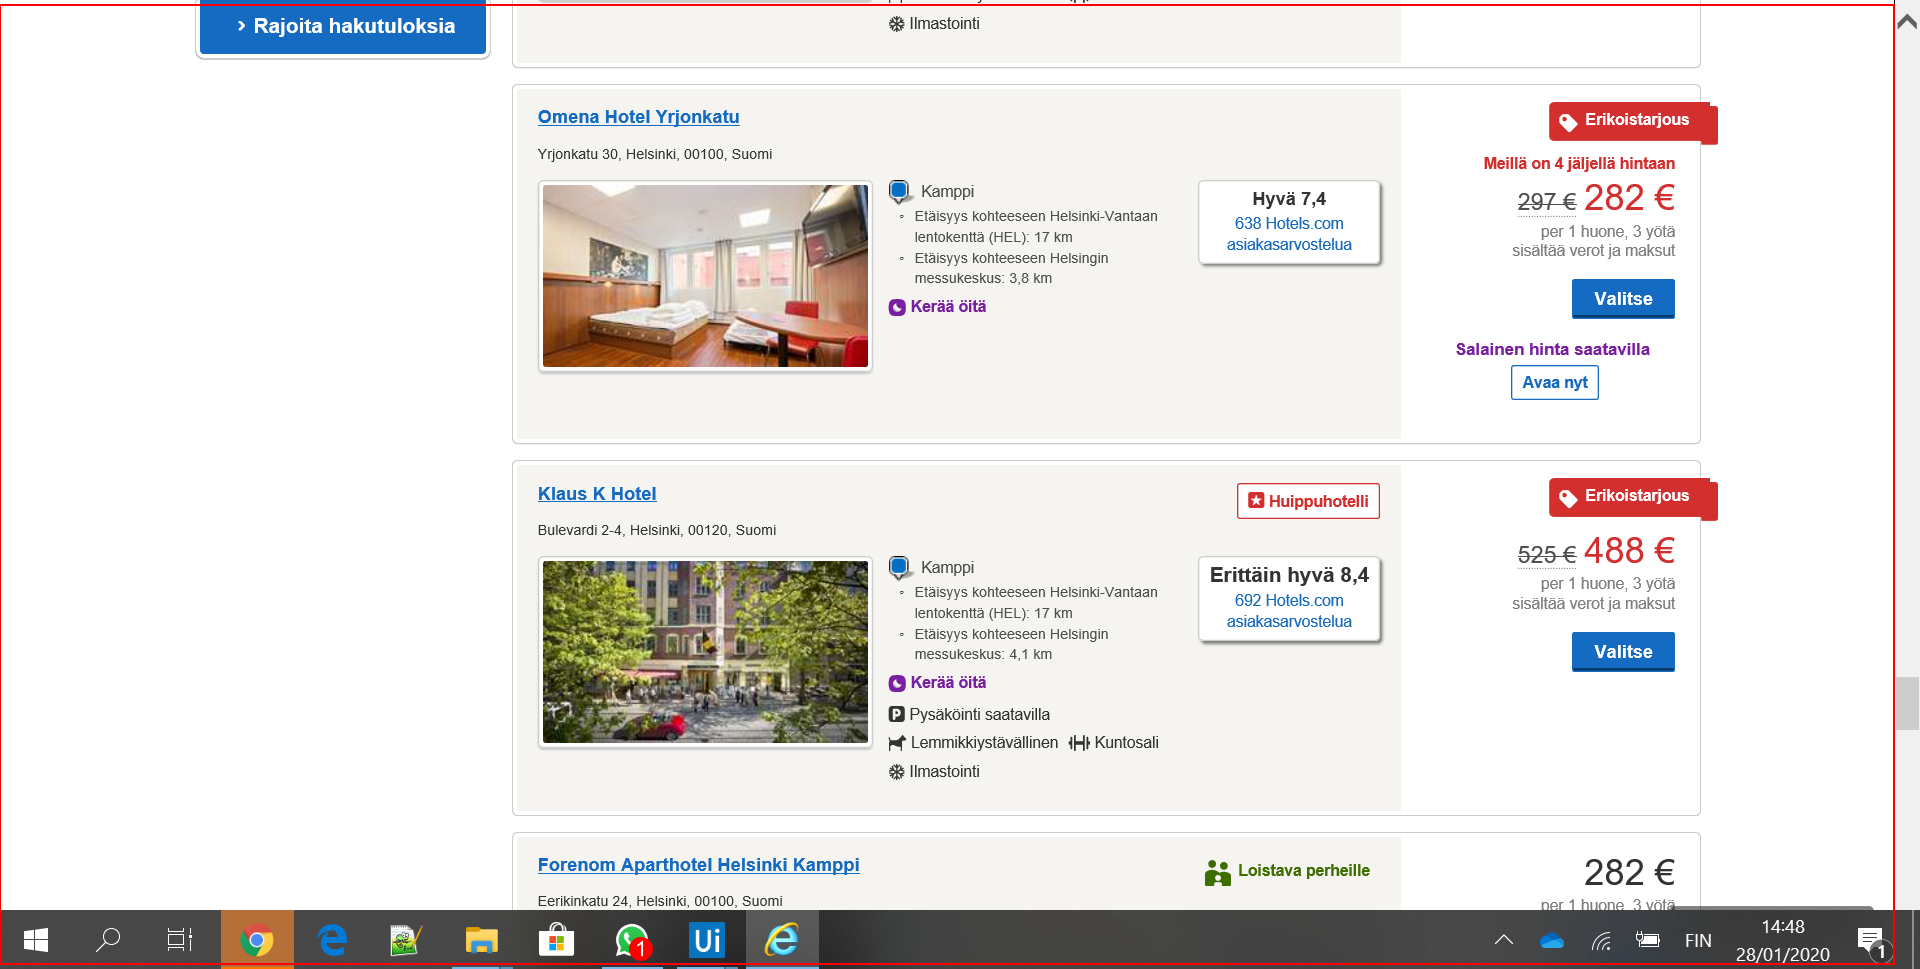 › Rajoita hakutuloksia
Ilmastointi
Omena Hotel Yrjonkatu
Yrjonkatu 30, Helsinki, 00100, Suomi
Kamppi
◦ Etäisyys kohteeseen Helsinki-Vantaan
lentokenttä (HEL): 17 km
◦ Etäisyys kohteeseen Helsingin
messukeskus: 3,8 km
Kerää öitä
Hyvä 7,4
638 Hotels.com
asiakasarvostelua
Erikoistarjous
Meillä on 4 jäljellä hintaan
297 € 282 €
per 1 huone, 3 yötä
sisältää verot ja maksut
Valitse
Salainen hinta saatavilla
Avaa nyt
Klaus K Hotel
Bulevardi 2-4, Helsinki, 00120, Suomi
Huippuhotelli
Kamppi
◦ Etäisyys kohteeseen Helsinki-Vantaan
lentokenttä (HEL): 17 km
◦ Etäisyys kohteeseen Helsingin
messukeskus: 4,1 km
Kerää öitä
P Pysäköinti saatavilla
Lemmikkiystävällinen Kuntosali
Ilmastointi
Erittäin hyvä 8,4
692 Hotels.com
asiakasarvostelua
Erikoistarjous
525 € 488 €
per 1 huone, 3 yötä
sisältää verot ja maksut
Valitse
Forenom Aparthotel Helsinki Kamppi
Eerikinkatu 24, Helsinki, 00100, Suomi
Loistava perheille
282 €
per 1 huone, 3 yötä
1
Ui
FIN
14:48
28/01/2020
1